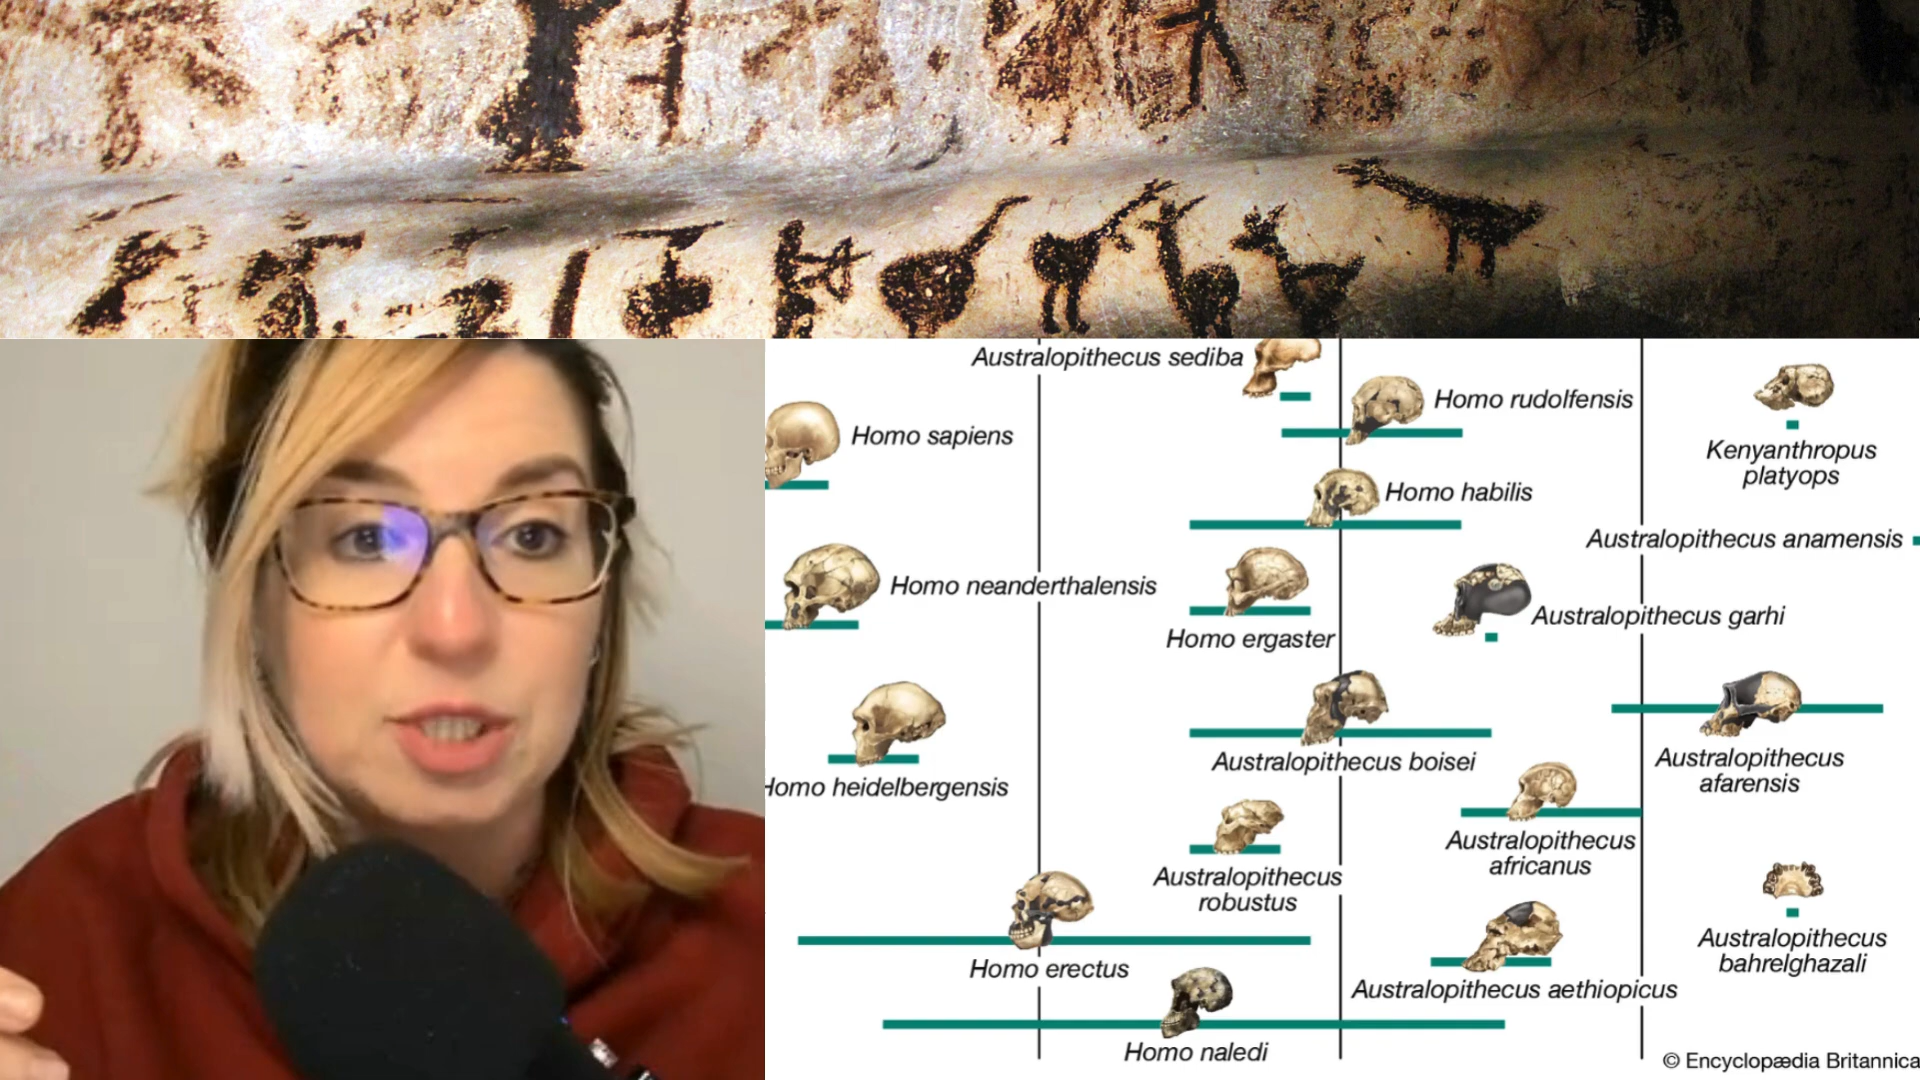 Australopithecus sediba
Homo rudolfensis
Homo sapiens
Kenyanthropus
platyops
Homo habilis
Australopithecus anamensis
Homo neanderthalensis
Australopithecus garhi
Homo ergaster
Australopithecus boisei
Australopithecus
afarensis
Homo heidelbergensis
Australopithecus
africanus
Australopithecus
robustus
Australopithecus
bahrelghazali
Homo erectus
Australopithecus aethiopicus
Homo naledi
© Encyclopædia Britannica